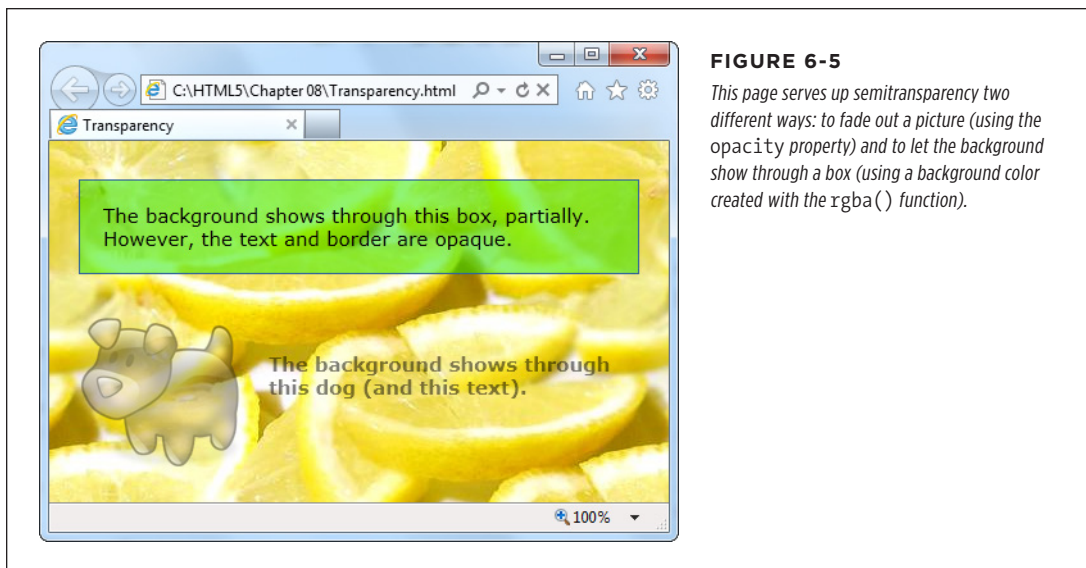 C:\HTML5\Chapter 08\Transparency.html
Transparency
The background shows through this box, partially.
However, the text and border are opaque.
The background shows through
this dog (and this text).
100%
FIGURE 6-5
This page serves up semitransparency two
different ways: to fade out a picture (using the
opacity property) and to let the background
show through a box (using a background color
created with the rgba() function).